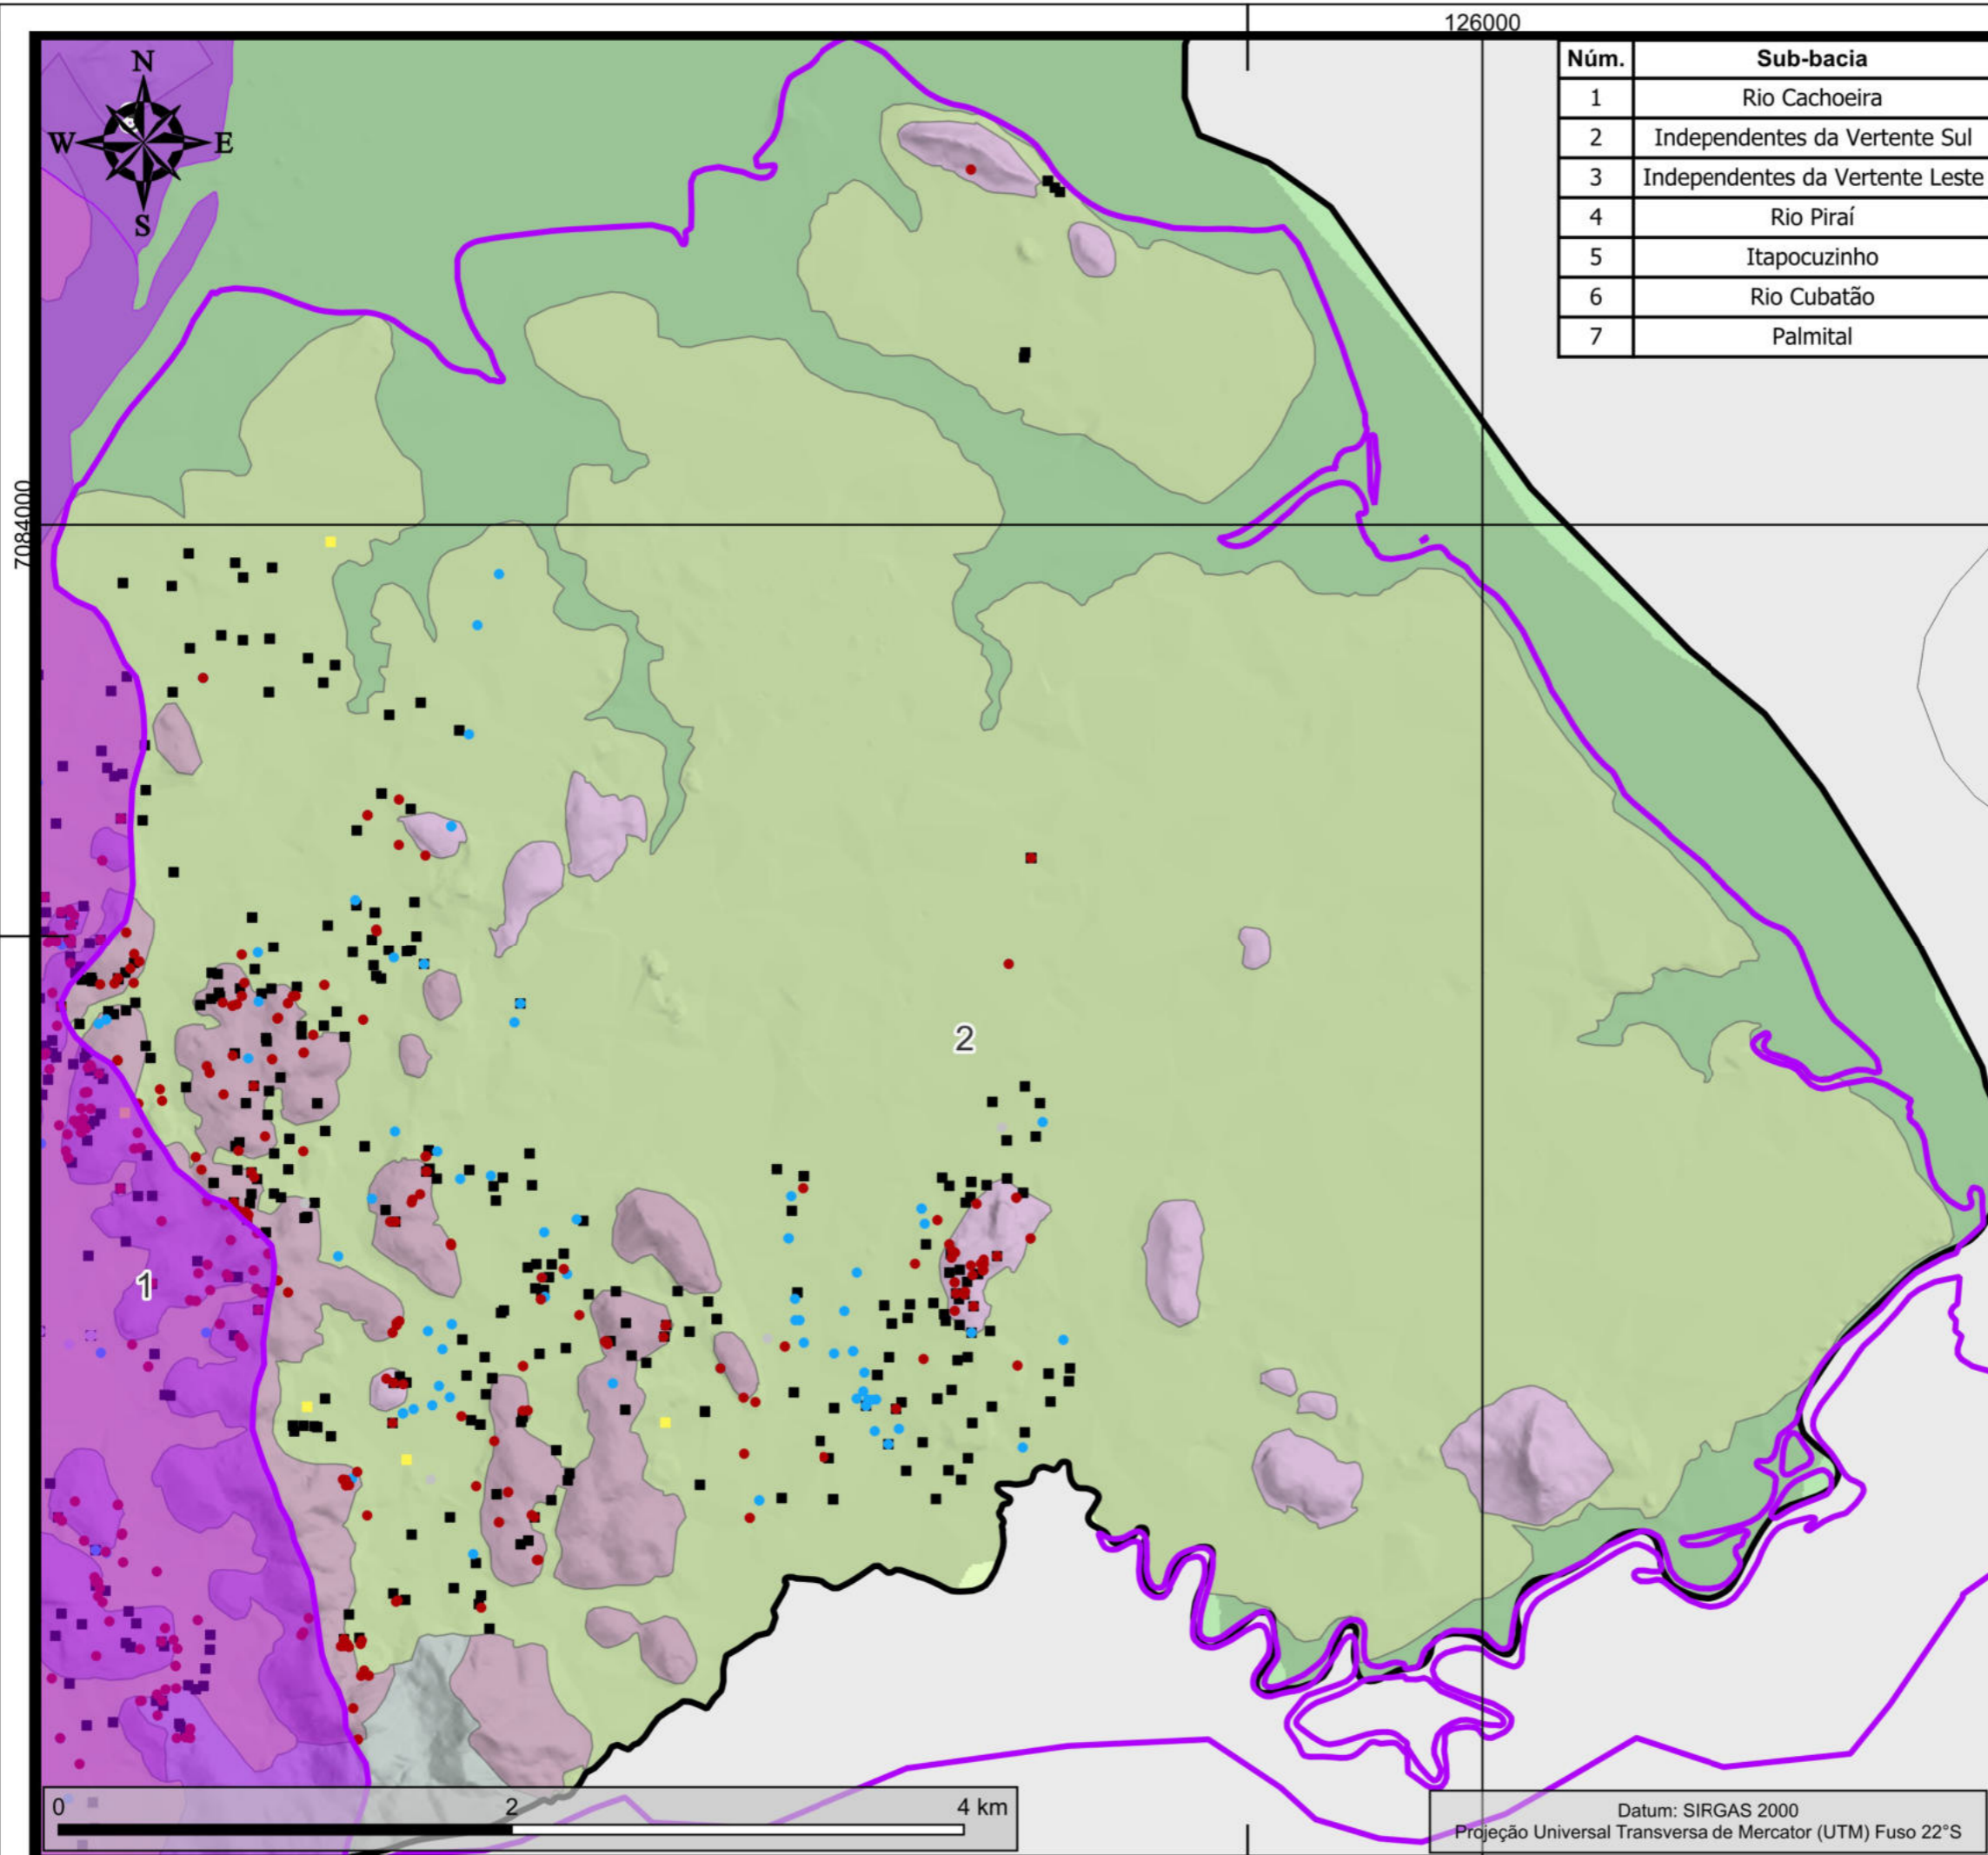 126000
Núm. Sub-bacia
1 Rio Cachoeira
2 Independentes da Vertente Sul
3 Independentes da Vertente Leste
4 Rio Piraí
5 Itapocuzinho
6 Rio Cubatão
7 Palmital
N
W E
S
7084000
2
1
0 2 4 km
Datum: SIRGAS 2000
Projeção Universal Transversa de Mercator (UTM) Fuso 22°S